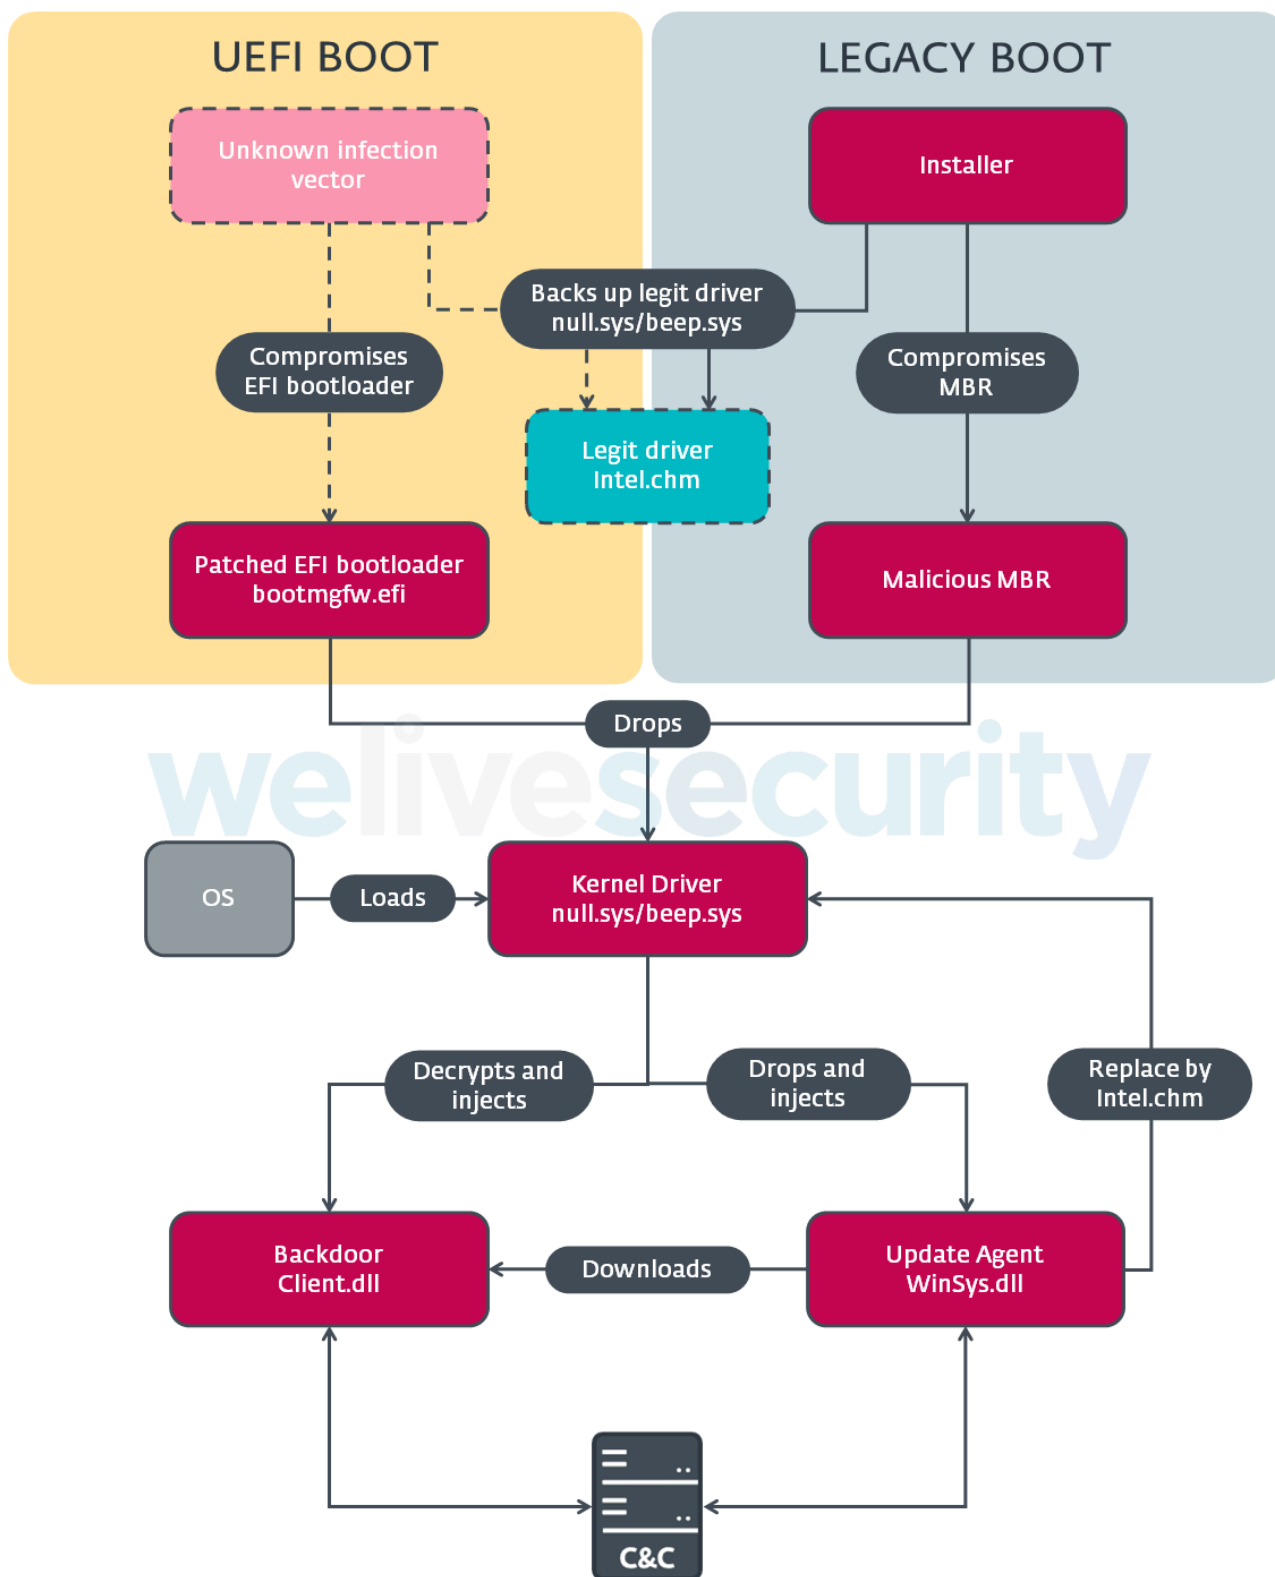 UEFI BOOT
LEGACY BOOT
Unknown infection
vector
Installer
Backs up legit driver
null.sys/beep.sys
Compromises
EFI bootloader
Compromises
MBR
Legit driver
Intel.chm
Patched EFI bootloader
bootmgfw.efi
Malicious MBR
Drops
welivesecurity
OS
Loads
Kernel Driver
null.sys/beep.sys
Decrypts and
injects
Drops and
injects
Replace by
Intel.chm
Backdoor
Client.dll
Downloads
Update Agent
WinSys.dll
C&C